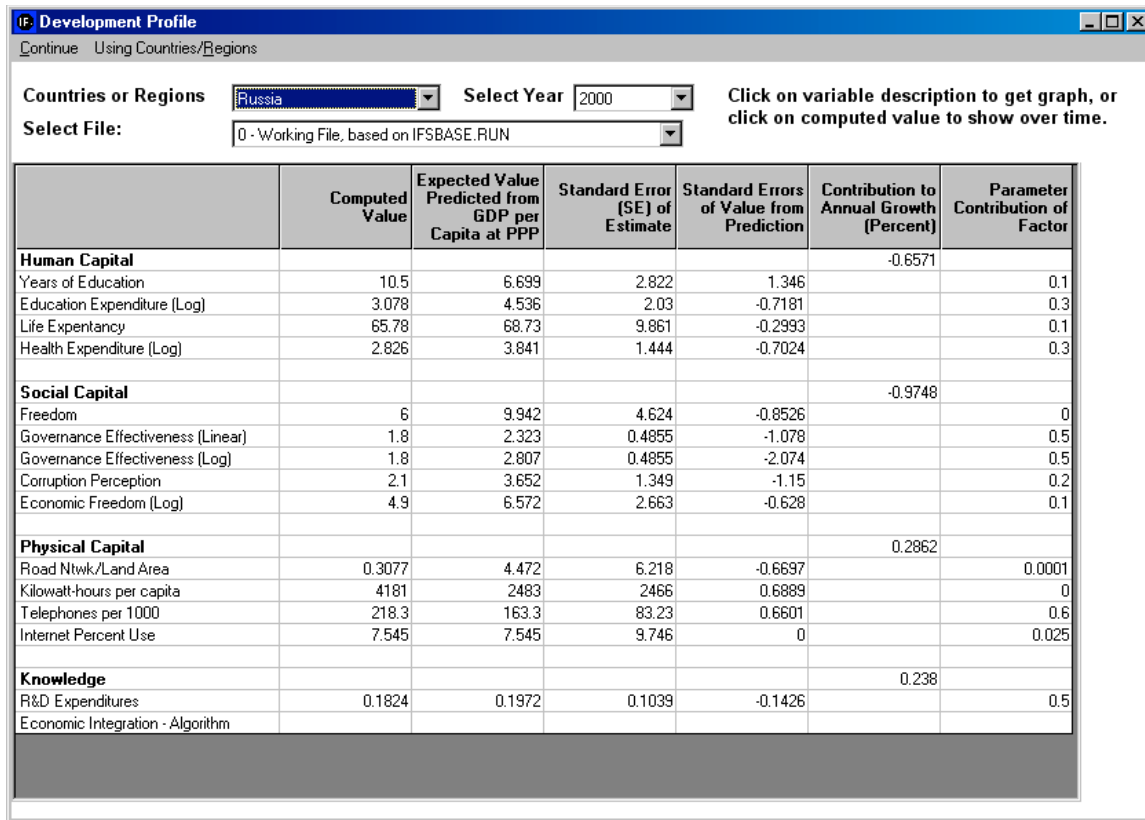 IF: Development Profile
Continue Using Countries/Regions
Countries or Regions Russia Select Year 2000
Click on variable description to get graph, or click on computed value to show over time.
Select File: 0 - Working File, based on IFSBASE.RUN
Computed Value Expected Value Predicted from GDP per Capita at PPP Standard Error (SE) of Estimate Standard Errors of Value from Prediction Contribution to Annual Growth (Percent) Parameter Contribution of Factor
Human Capital -0.6571
Years of Education 10.5 6.699 2.822 1.346 0.1
Education Expenditure (Log) 3.078 4.536 2.03 -0.7181 0.3
Life Expentancy 65.78 68.73 9.861 -0.2993 0.1
Health Expenditure (Log) 2.826 3.841 1.444 -0.7024 0.3
Social Capital -0.9748
Freedom 6 9.942 4.624 -0.8526 0
Governance Effectiveness (Linear) 1.8 2.323 0.4855 -1.078 0.5
Governance Effectiveness (Log) 1.8 2.807 0.4855 -2.074 0.5
Corruption Perception 2.1 3.652 1.349 -1.15 0.2
Economic Freedom (Log) 4.9 6.572 2.663 -0.628 0.1
Physical Capital 0.2862
Road Ntwk/Land Area 0.3077 4.472 6.218 -0.6697 0.0001
Kilowatt-hours per capita 4181 2483 2466 0.6889 0
Telephones per 1000 218.3 163.3 83.23 0.6601 0.6
Internet Percent Use 7.545 7.545 9.746 0 0.025
Knowledge 0.238
R&D Expenditures 0.1824 0.1972 0.1039 -0.1426 0.5
Economic Integration - Algorithm